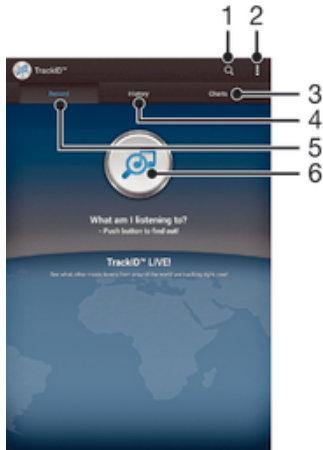 1 2
TrackID™
Record History Charts
3
4
5
6
What am I listening to?
- Push button to find out!
TrackID™ LIVE!
See what other music lovers from around the world are tracking right now!